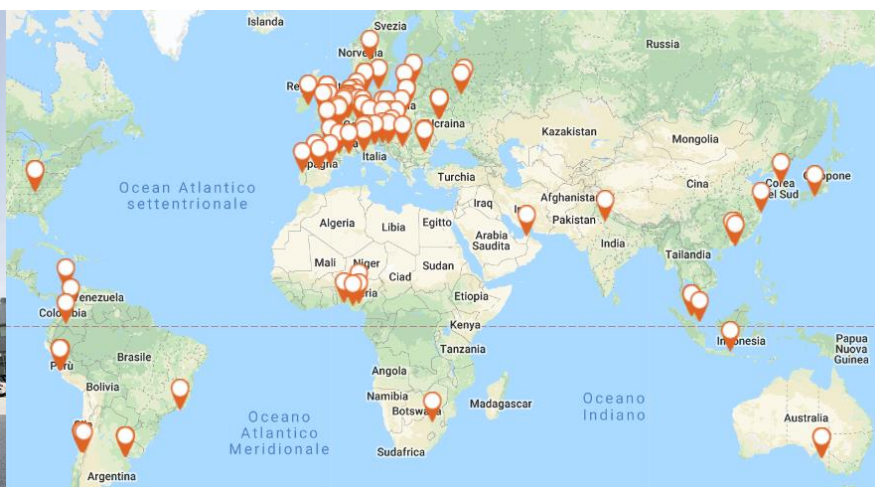 Islanda
Svezia
Norvegia
Russia
Ucraina
Kazakistan
Mongolia
Italia
Spagna
Turchia
Ocean Atlantico
settentrionale
Cina
Corea
del Sud
Giappone
Afghanistan
Iraq
Pakistan
Algeria
Libia
Egitto
Arabia
Saudita
India
Mali
Niger
Ciad
Sudan
Tailandia
Etiopia
Venezuela
Colombia
Kenya
Indonesia
Papua
Nuova
Guinea
Tanzania
Brasile
Perù
Angola
Bolivia
Namibia
Botswana
Madagascar
Oceano
Indiano
Oceano
Atlantico
Meridionale
Australia
Sudafrica
Argentina